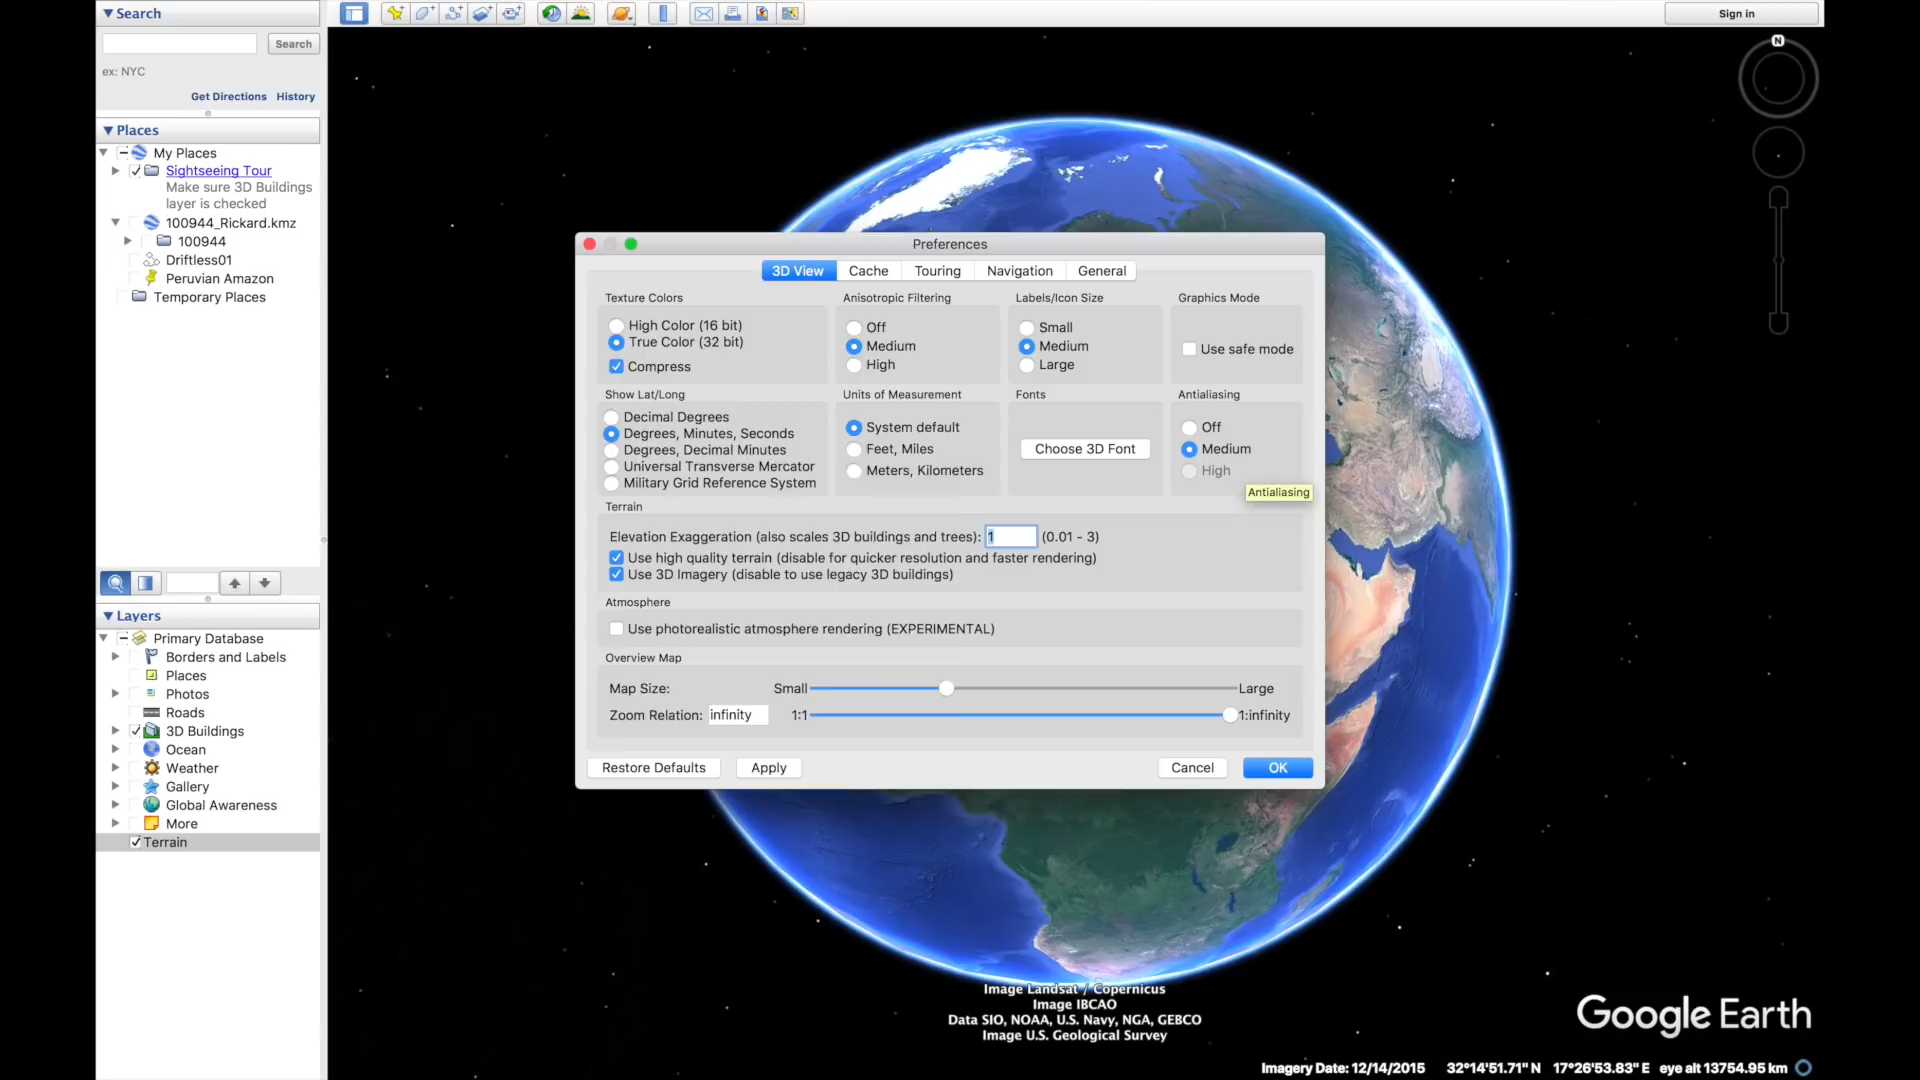 Search
Sign in
Search
ex: NYC
Get Directions History
Places
My Places
Sightseeing Tour
Make sure 3D Buildings
layer is checked
100944_Rickard.kmz
100944
Driftless01
Peruvian Amazon
Temporary Places
Layers
Primary Database
Borders and Labels
Places
Photos
Roads
3D Buildings
Ocean
Weather
Gallery
Global Awareness
More
Terrain
N
Preferences
3D View Cache Touring Navigation General
Texture Colors
High Color (16 bit)
True Color (32 bit)
Compress
Anisotropic Filtering
Off
Medium
High
Labels/Icon Size
Small
Medium
Large
Graphics Mode
Use safe mode
Show Lat/Long
Decimal Degrees
Degrees, Minutes, Seconds
Degrees, Decimal Minutes
Universal Transverse Mercator
Military Grid Reference System
Units of Measurement
System default
Feet, Miles
Meters, Kilometers
Fonts
Choose 3D Font
Antialiasing
Off
Medium
High
Antialiasing
Terrain
Elevation Exaggeration (also scales 3D buildings and trees): 1 (0.01 - 3)
Use high quality terrain (disable for quicker resolution and faster rendering)
Use 3D Imagery (disable to use legacy 3D buildings)
Atmosphere
Use photorealistic atmosphere rendering (EXPERIMENTAL)
Overview Map
Map Size: Small Large
Zoom Relation: infinity 1:1 1:infinity
Restore Defaults Apply Cancel OK
Image Landsat / Copernicus
Image IBCAO
Data SIO, NOAA, U.S. Navy, NGA, GEBCO
Image U.S. Geological Survey
Google Earth
Imagery Date: 12/14/2015 32°14'51.71" N 17°26'53.83" E eye alt 13754.95 km